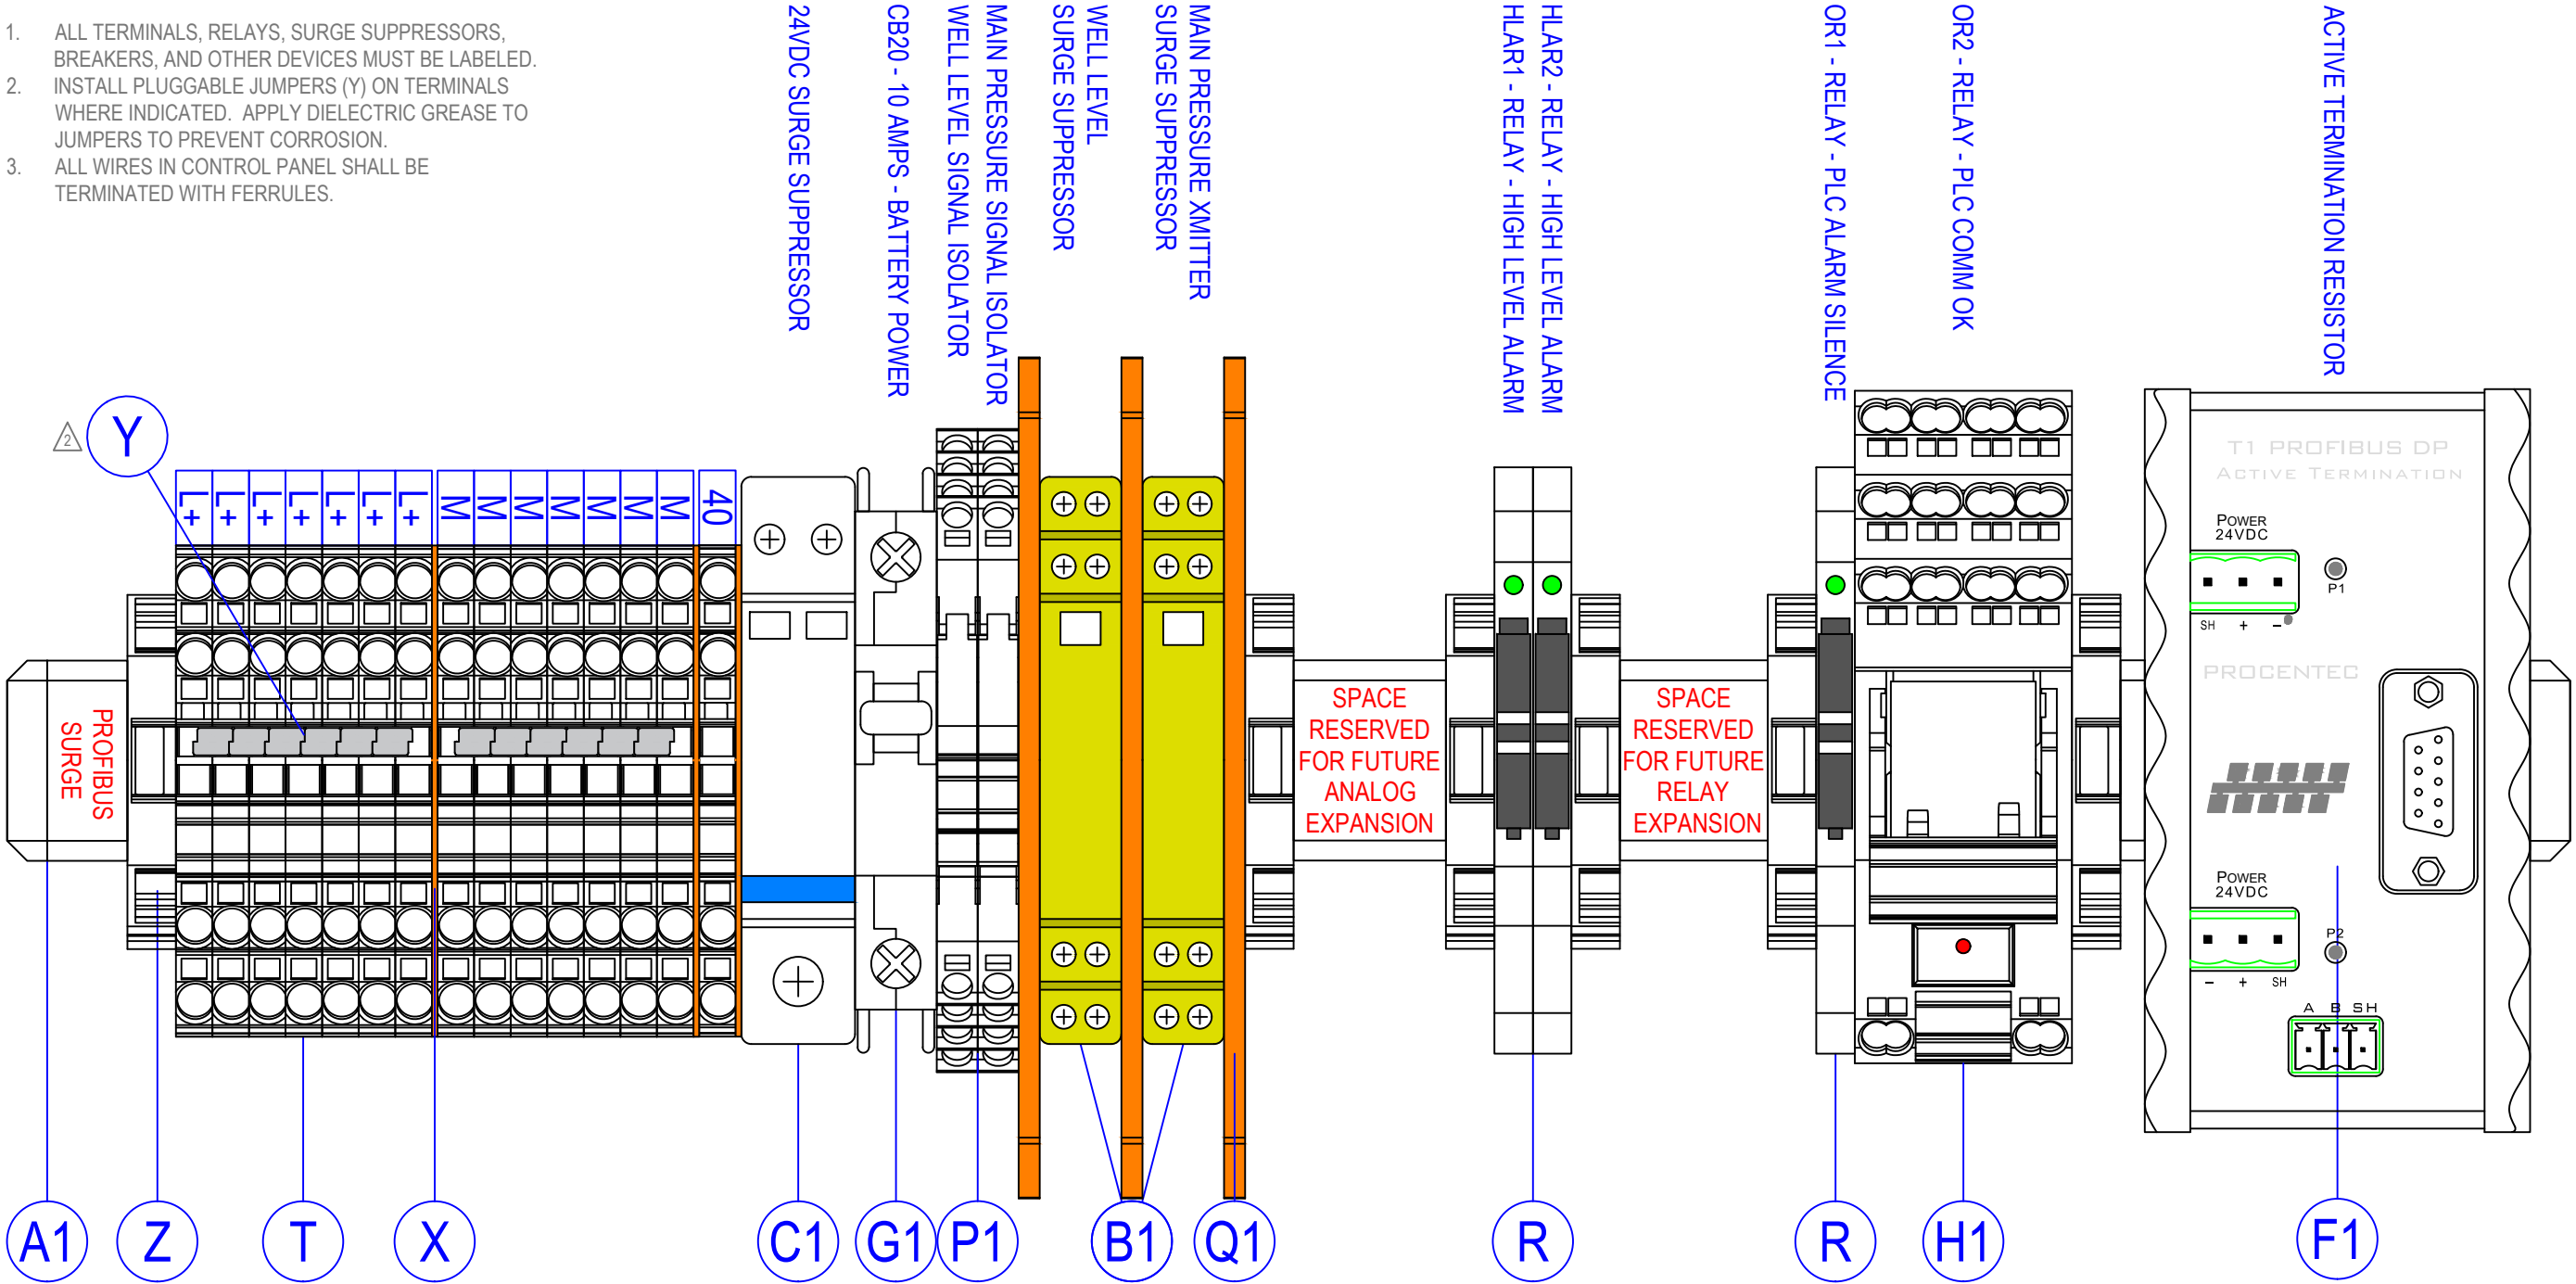 1. ALL TERMINALS, RELAYS, SURGE SUPPRESSORS,
BREAKERS, AND OTHER DEVICES MUST BE LABELED.
2. INSTALL PLUGGABLE JUMPERS (Y) ON TERMINALS
WHERE INDICATED. APPLY DIELECTRIC GREASE TO
JUMPERS TO PREVENT CORROSION.
3. ALL WIRES IN CONTROL PANEL SHALL BE
TERMINATED WITH FERRULES.
24VDC SURGE SUPPRESSOR
CB20 - 10 AMPS - BATTERY POWER
MAIN PRESSURE SIGNAL ISOLATOR
WELL LEVEL SIGNAL ISOLATOR
WELL LEVEL
SURGE SUPPRESSOR
MAIN PRESSURE XMITTER
SURGE SUPPRESSOR
HLAR2 - RELAY - HIGH LEVEL ALARM
HLAR1 - RELAY - HIGH LEVEL ALARM
OR1 - RELAY - PLC ALARM SILENCE
OR2 - RELAY - PLC COMM OK
ACTIVE TERMINATION RESISTOR
2
Y
L+
L+
L+
L+
L+
L+
L+
M
M
M
M
M
M
M
40
PROFIBUS
SURGE
SPACE
RESERVED
FOR FUTURE
ANALOG
EXPANSION
SPACE
RESERVED
FOR FUTURE
RELAY
EXPANSION
T1 PROFIBUS DP
ACTIVE TERMINATION
POWER
24VDC
P1
SH + -
PROCENTEC
POWER
24VDC
P2
- + SH
A B SH
A1
Z
T
X
C1
G1
P1
B1
Q1
R
R
H1
F1